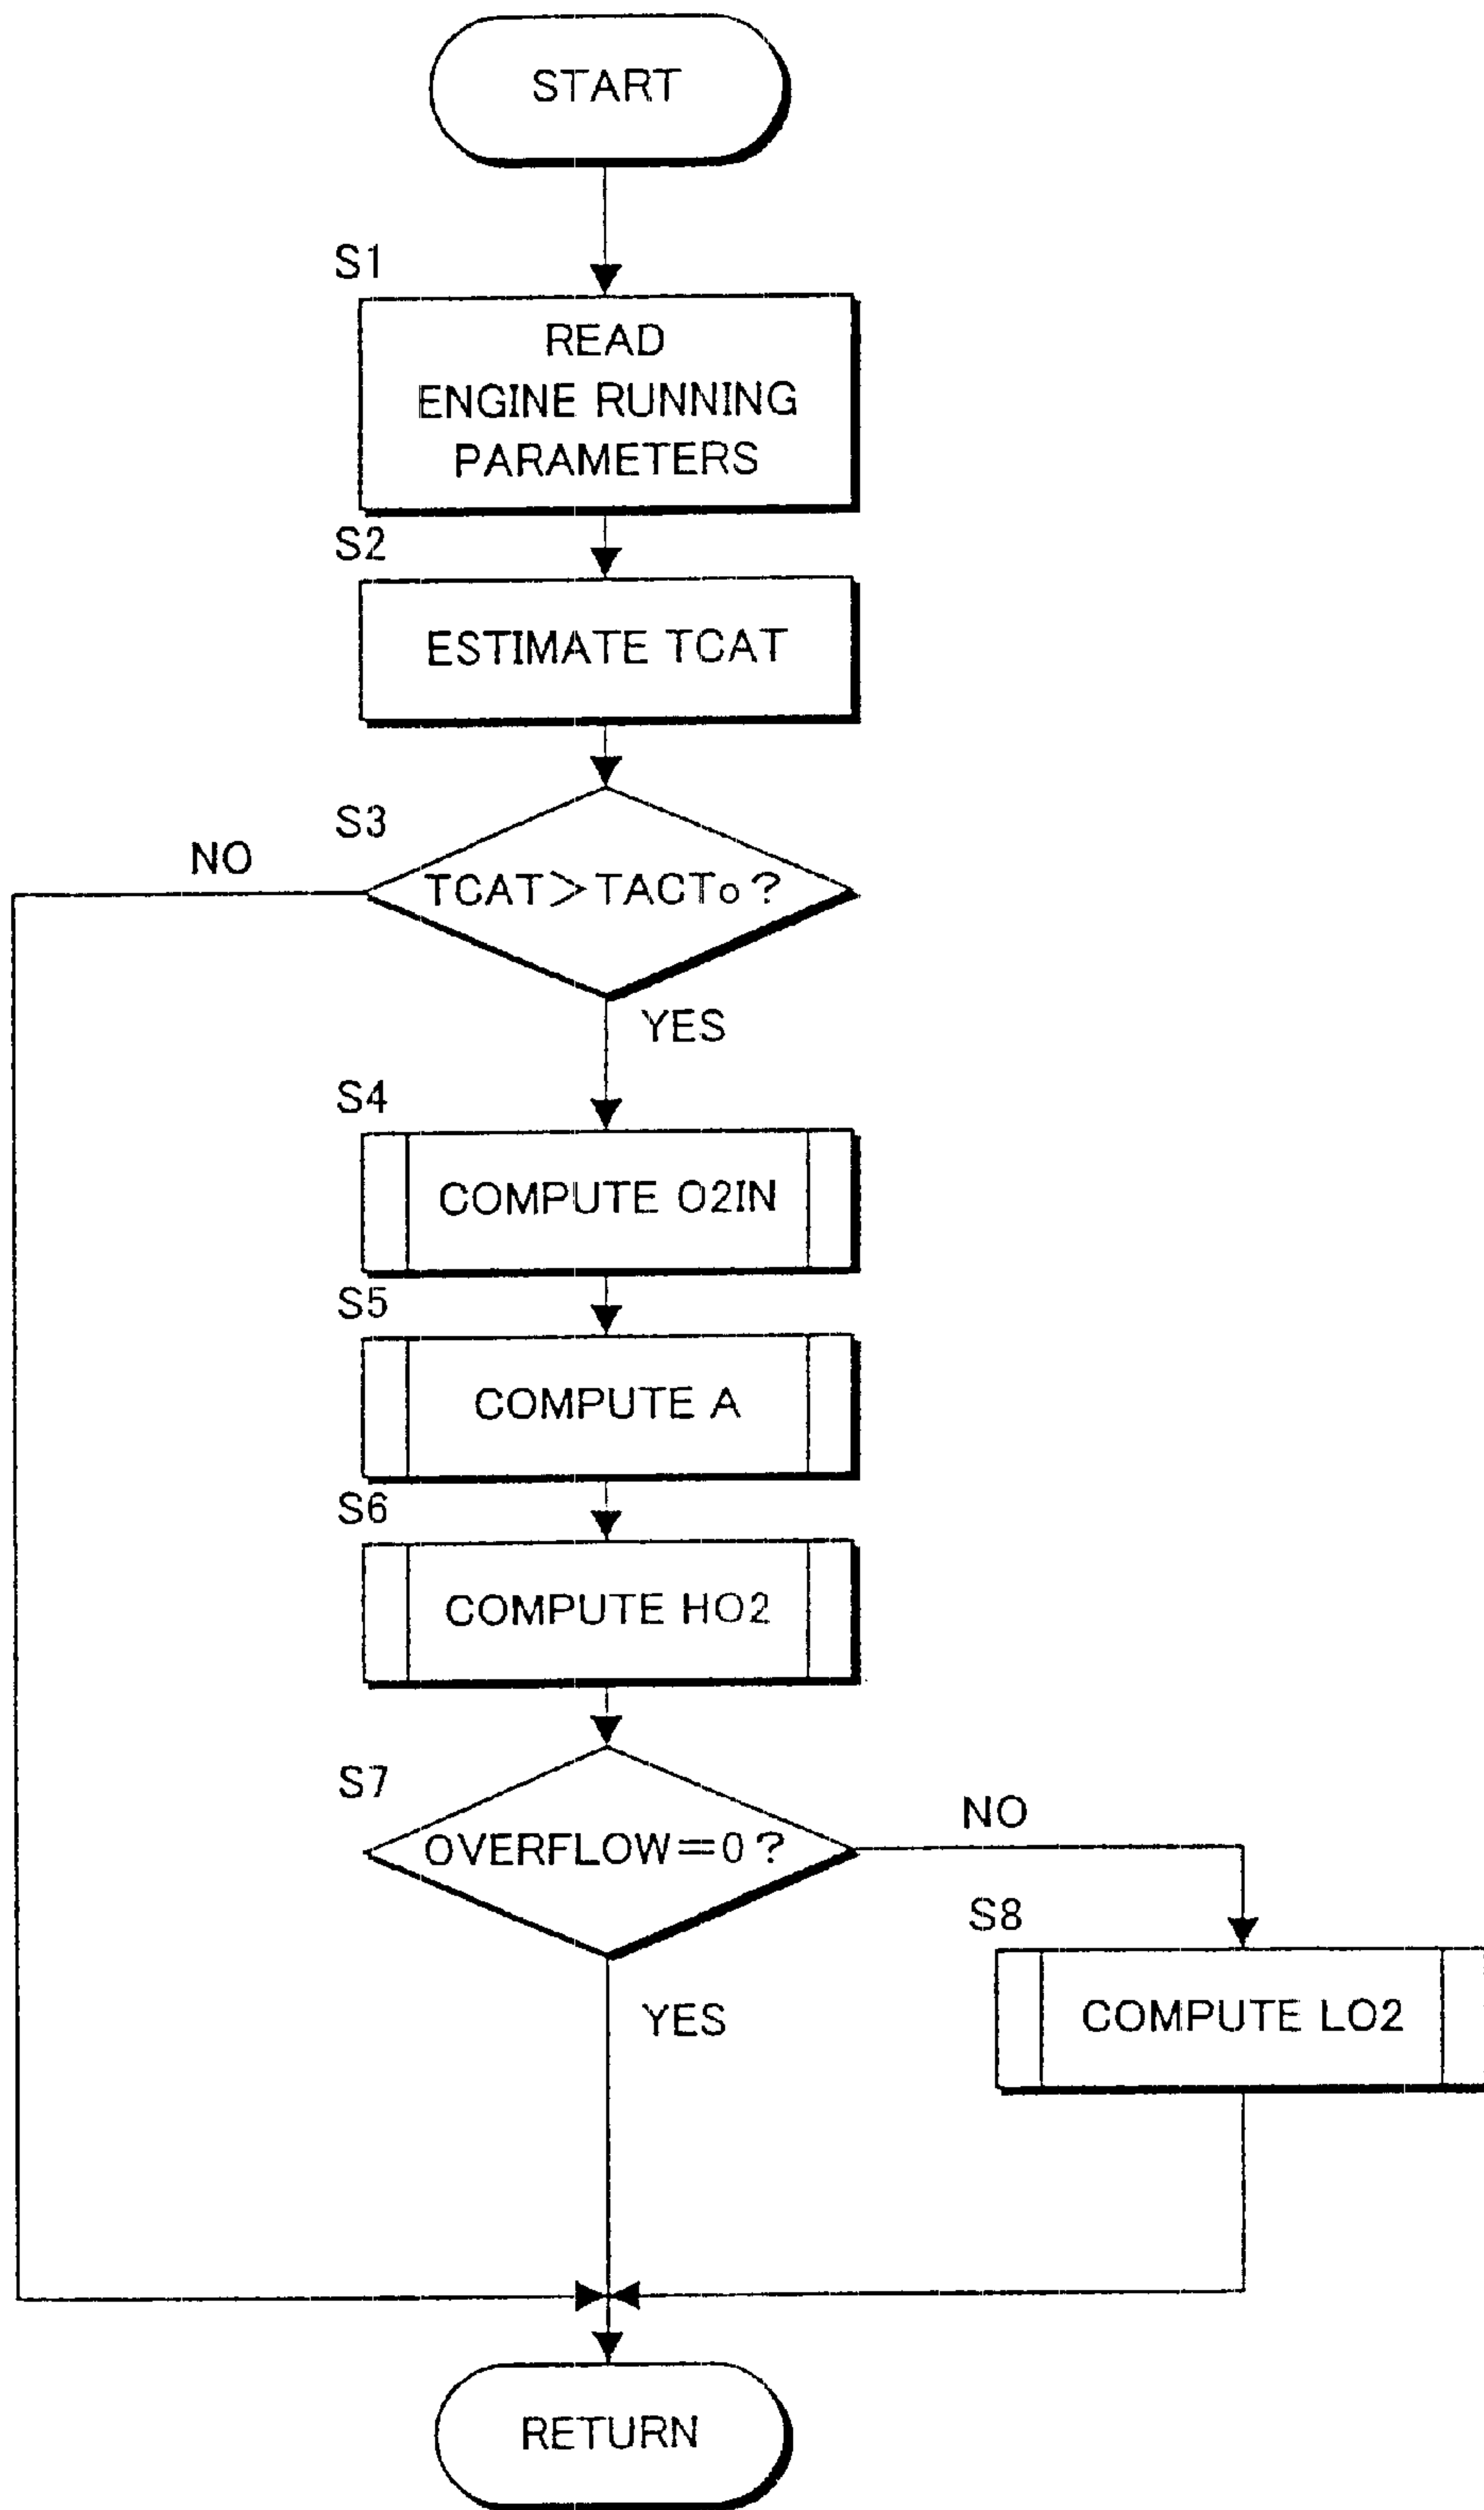 START
S1
READ
ENGINE RUNNING
PARAMETERS
S2
ESTIMATE TCAT
S3
NO
TCAT>TACTo?
YES
S4
COMPUTE O2IN
S5
COMPUTE A
S6
COMPUTE HO2
S7
NO
OVERFLOW=0?
S8
YES
COMPUTE LO2
RETURN